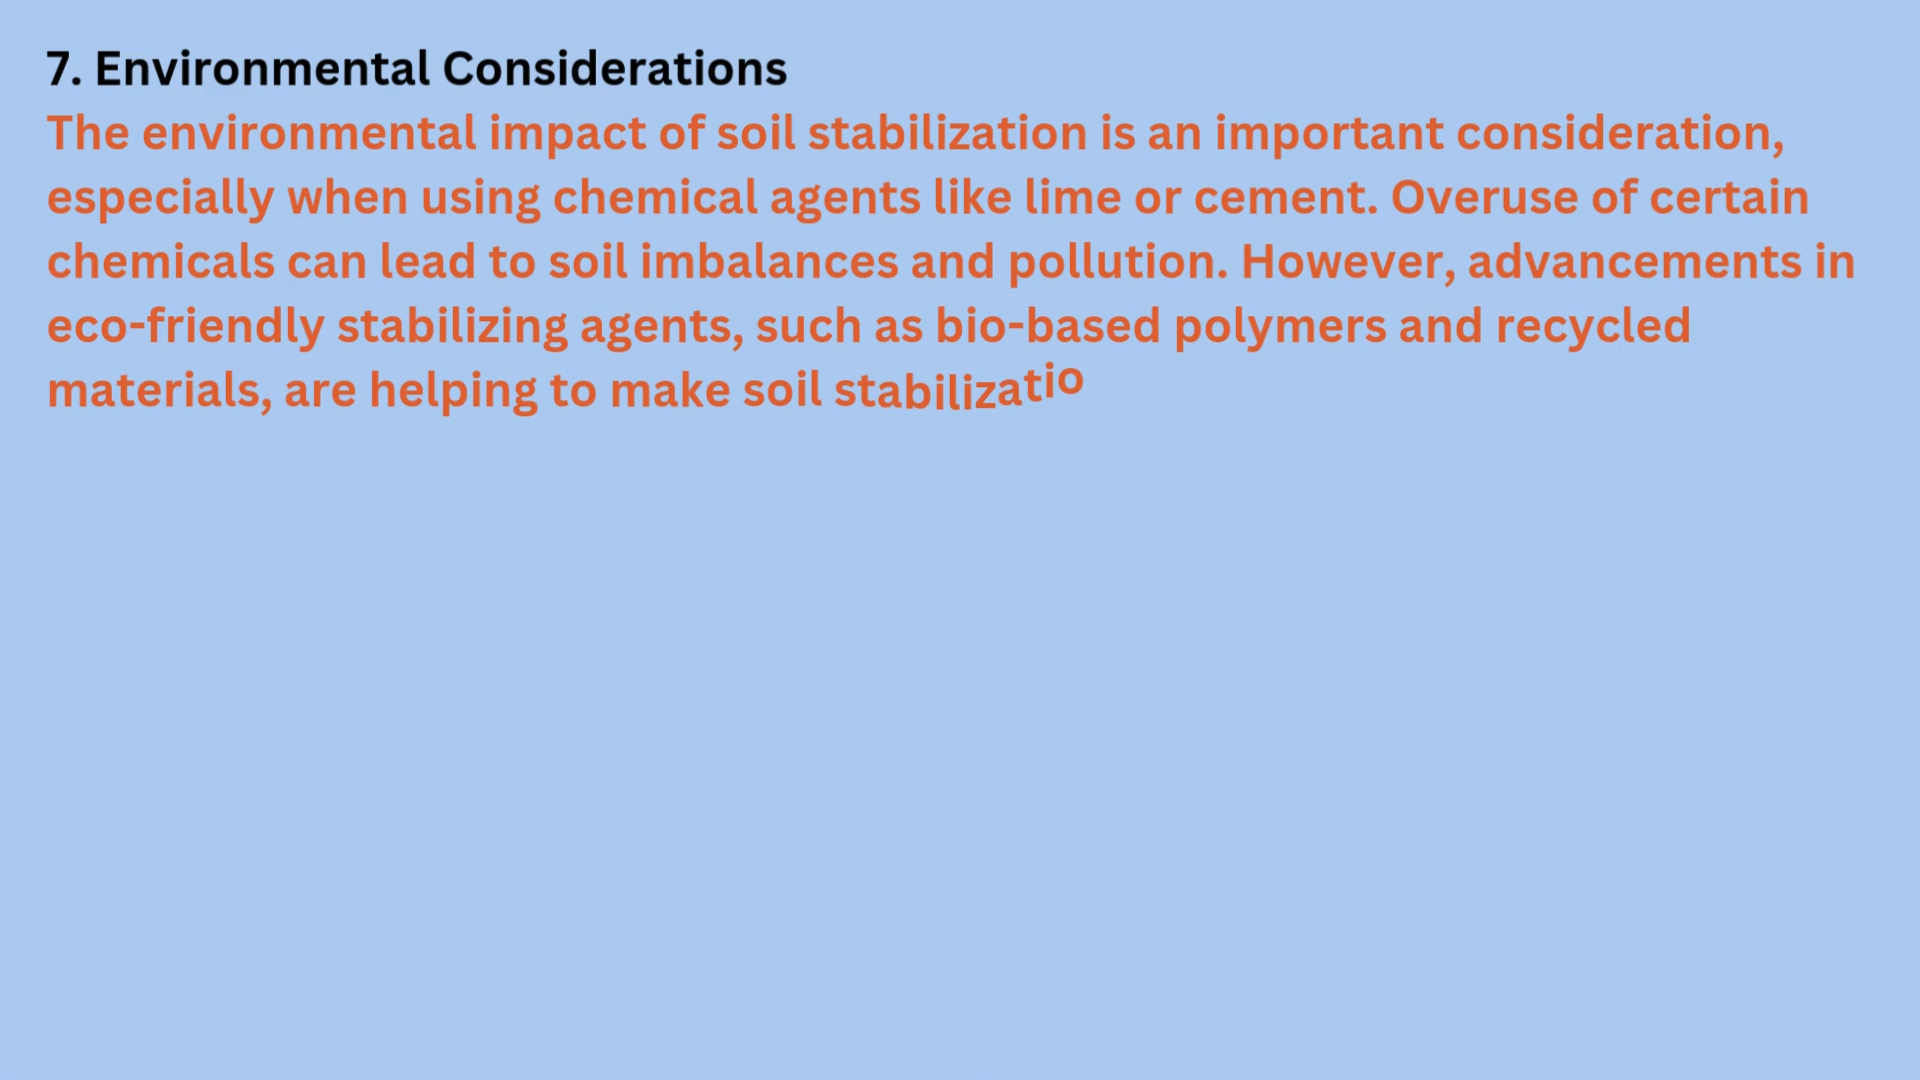 7. Environmental Considerations
The environmental impact of soil stabilization is an important consideration,
especially when using chemical agents like lime or cement. Overuse of certain
chemicals can lead to soil imbalances and pollution. However, advancements in
eco-friendly stabilizing agents, such as bio-based polymers and recycled
materials, are helping to make soil stabilizatio